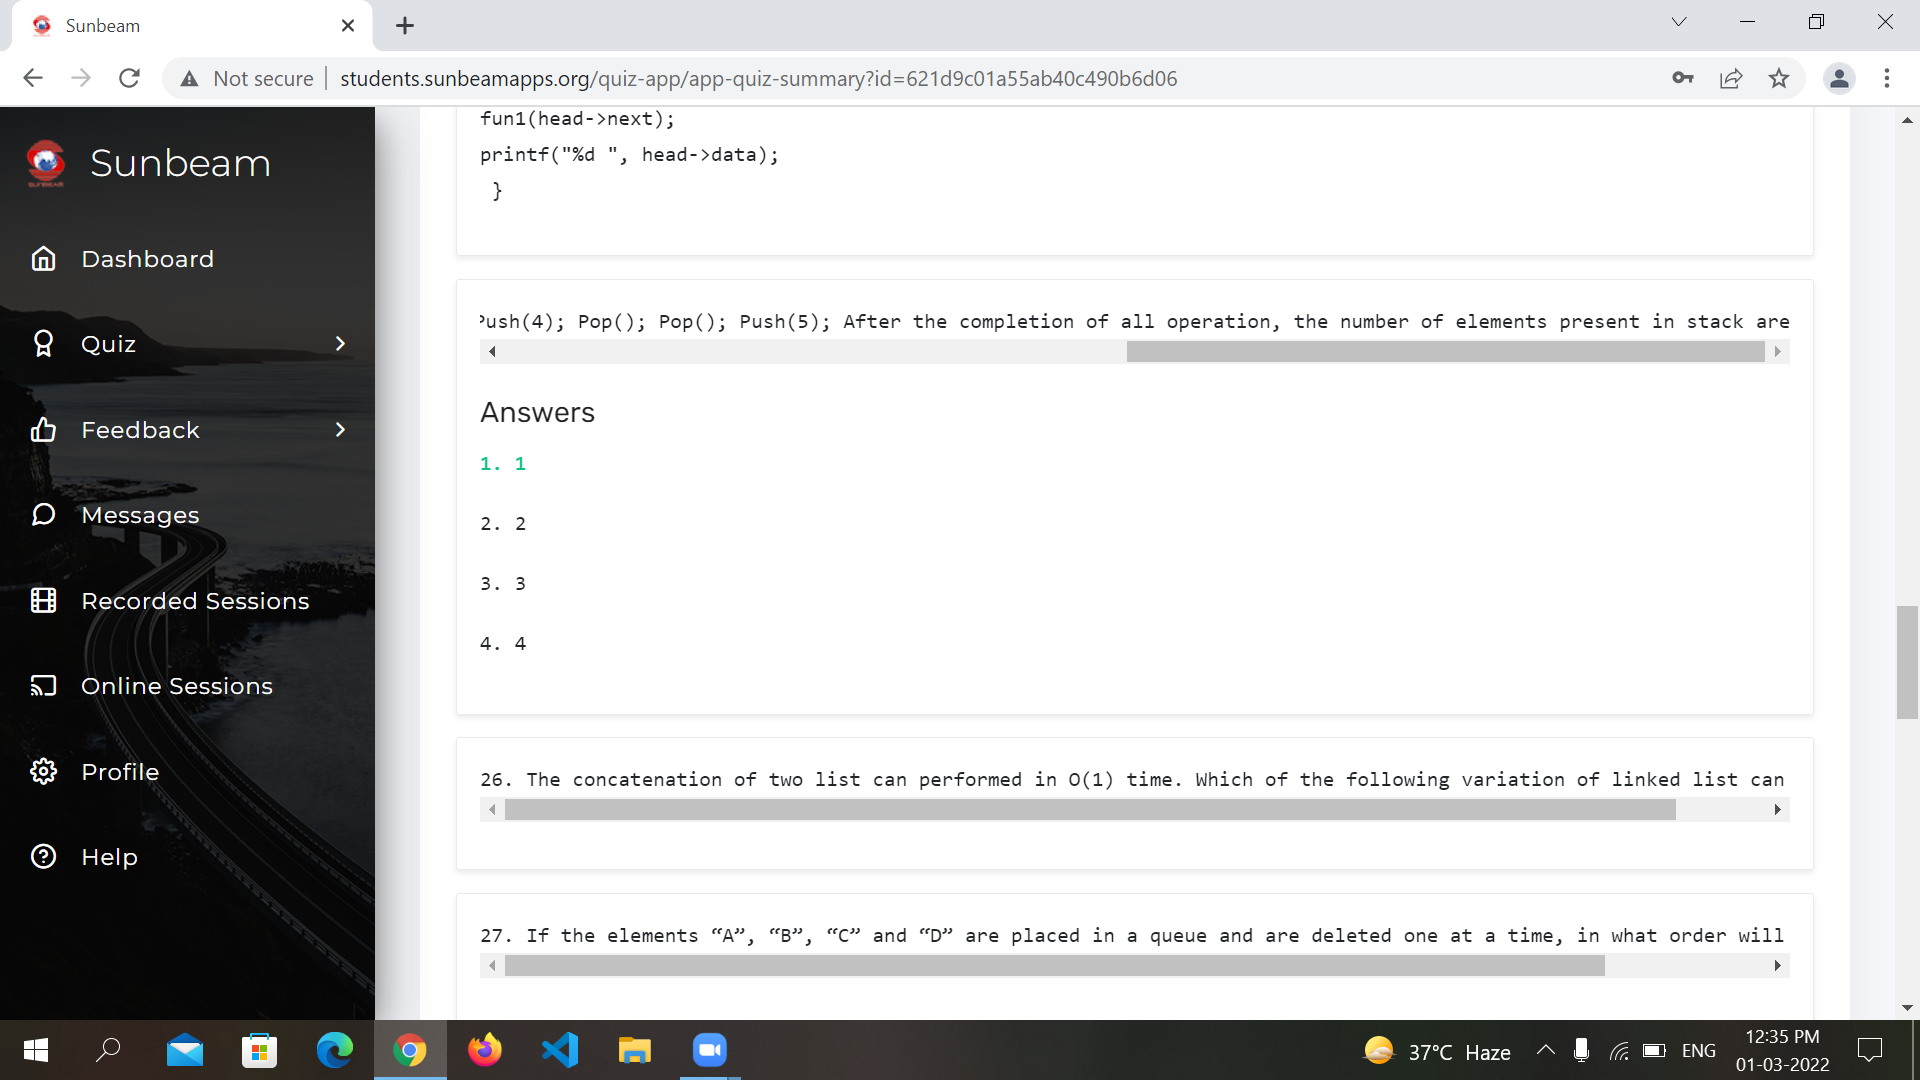 Sunbeam
Not secure | students.sunbeamapps.org/quiz-app/app-quiz-summary?id=621d9c01a55ab40c490b6d06
Sunbeam
Dashboard
Quiz
Feedback
Messages
Recorded Sessions
Online Sessions
Profile
Help
fun1(head->next);
printf("%d ", head->data);
}
Push(4); Pop(); Pop(); Push(5); After the completion of all operation, the number of elements present in stack are
Answers
1. 1
2. 2
3. 3
4. 4
26. The concatenation of two list can performed in O(1) time. Which of the following variation of linked list can
27. If the elements “A”, “B”, “C” and “D” are placed in a queue and are deleted one at a time, in what order will
37°C Haze
ENG
12:35 PM
01-03-2022